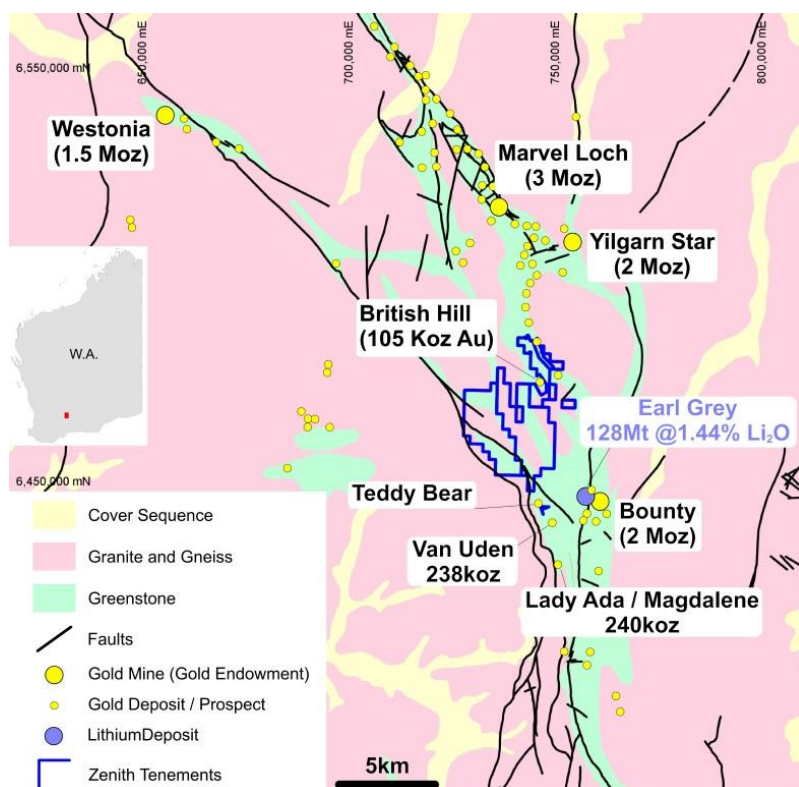 650,000 mE
700,000 mE
750,000 mE
800,000 mE
6,550,000 mN
Westonia
(1.5 Moz)
Marvel Loch
(3 Moz)
Yilgarn Star
(2 Moz)
British Hill
(105 Koz Au)
W.A.
Earl Grey
128Mt @1.44% Li₂O
6,450,000 mN
Teddy Bear
Bounty
(2 Moz)
Van Uden
238koz
Lady Ada / Magdalene
240koz
Cover Sequence
Granite and Gneiss
Greenstone
Faults
Gold Mine (Gold Endowment)
Gold Deposit / Prospect
LithiumDeposit
Zenith Tenements
5km